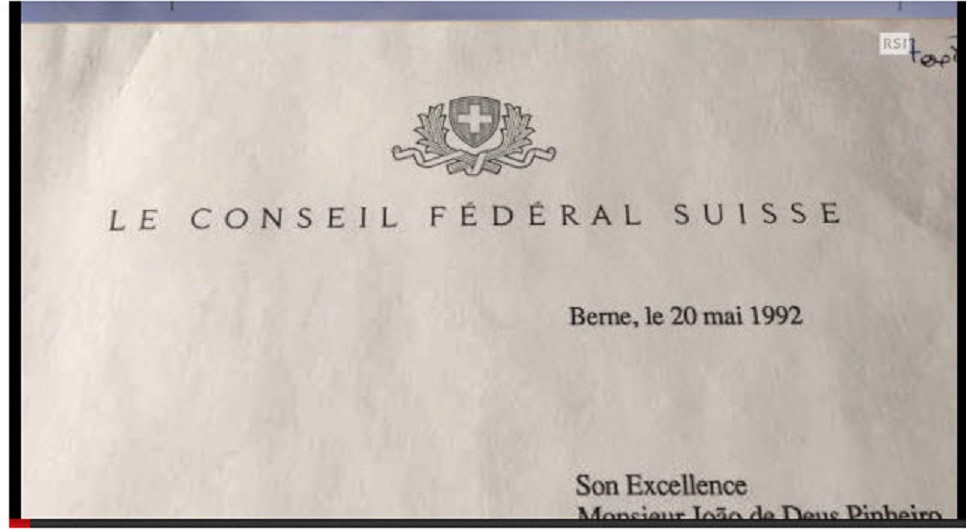 RSI
LE CONSEIL FÉDÉRAL SUISSE
Berne, le 20 mai 1992
Son Excellence
Monsieur João de Deus Pinheiro